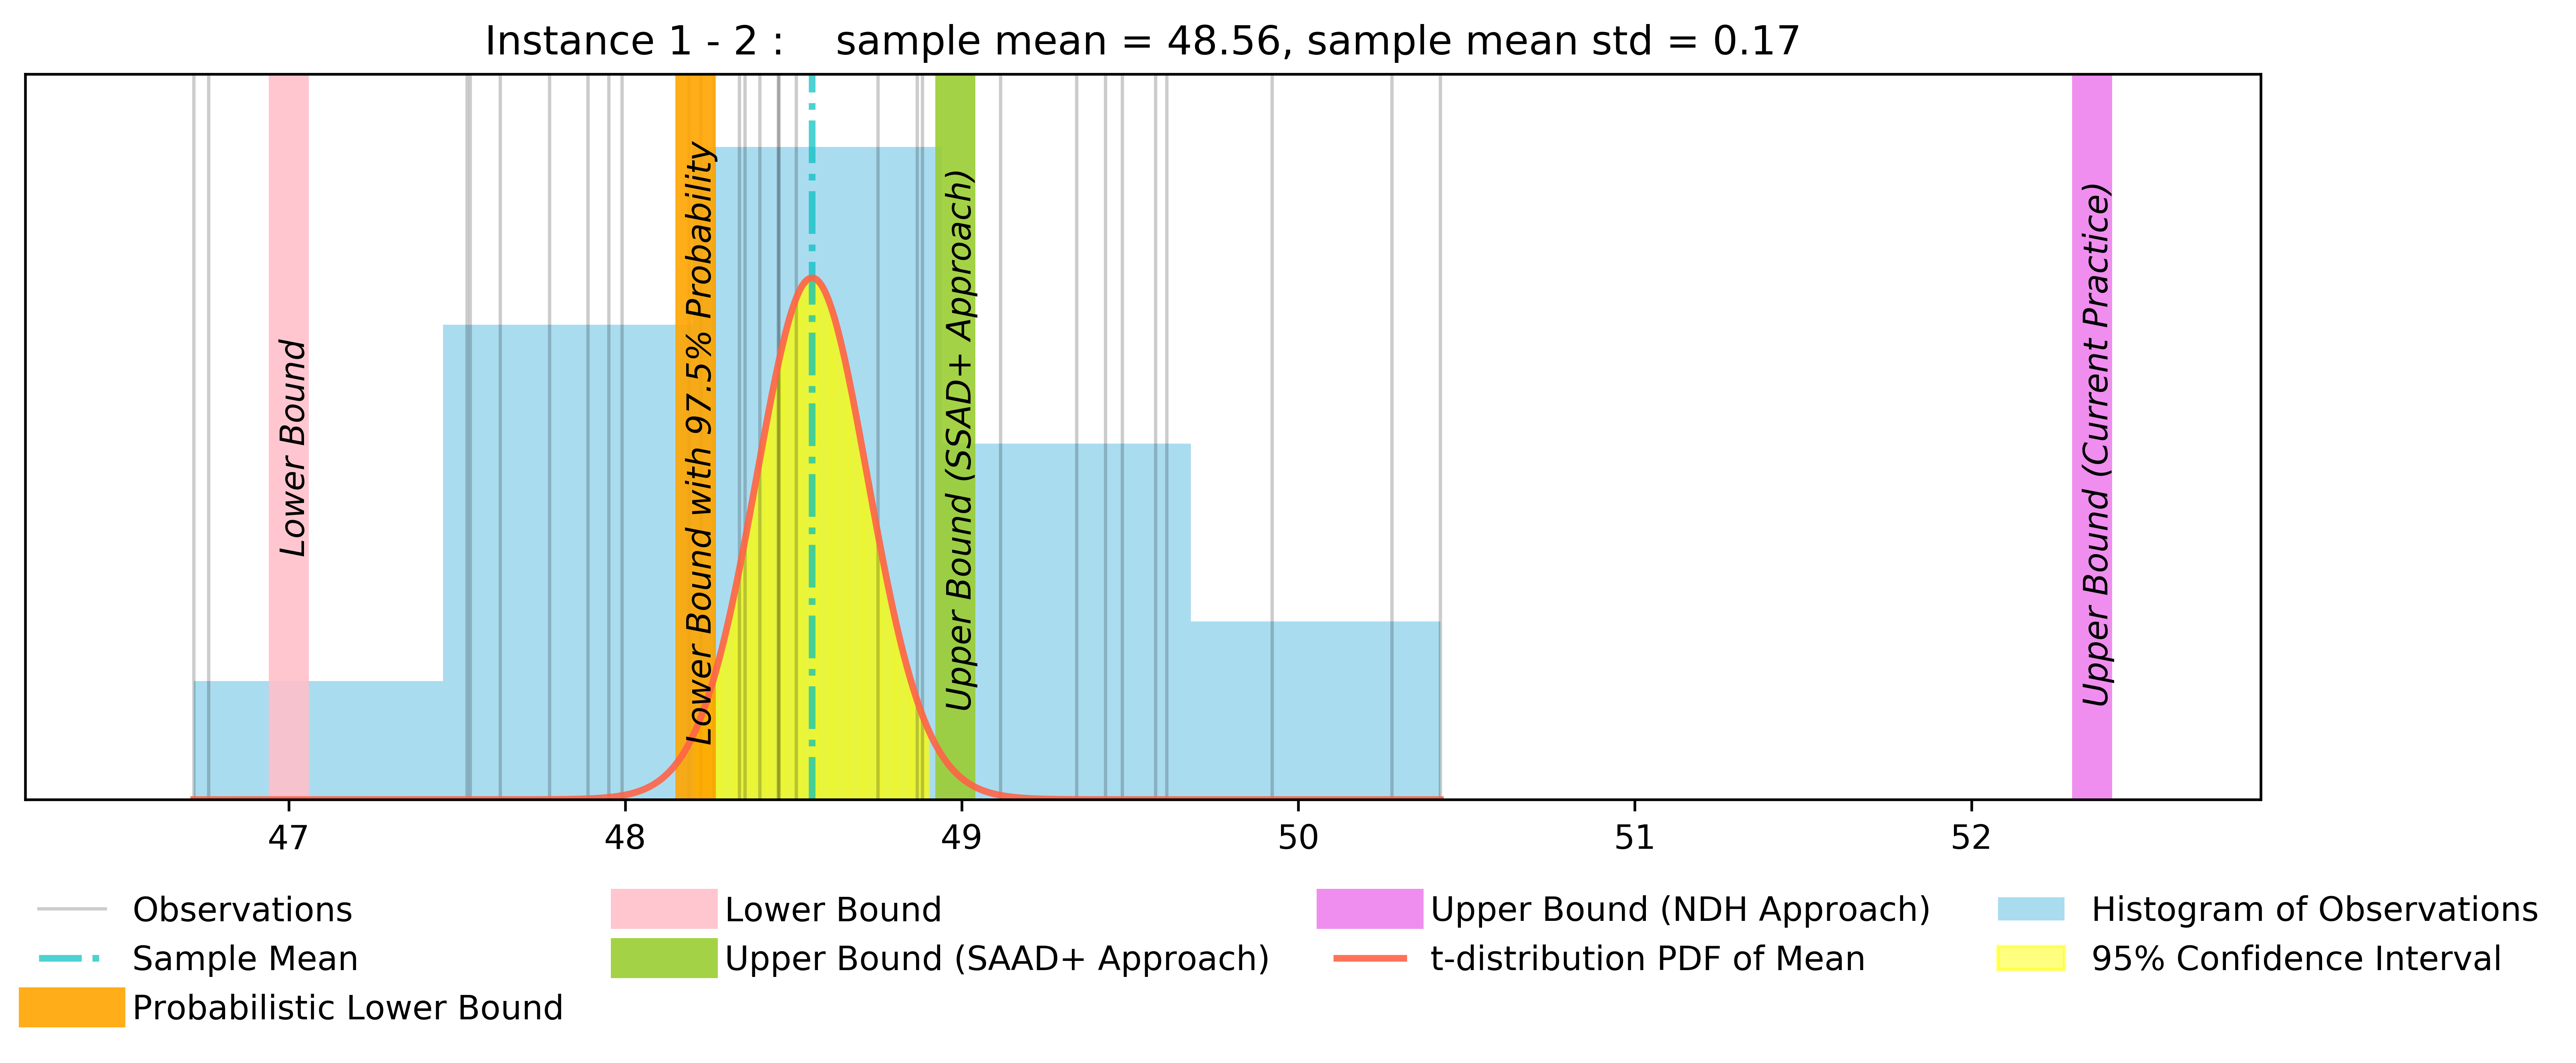 Instance 1 - 2 :    sample mean = 48.56, sample mean std = 0.17
Lower Bound
Lower Bound with 97.5% Probability
Upper Bound (SSAD+ Approach)
Upper Bound (Current Practice)
47 48 49 50 51 52
Observations
Sample Mean
Probabilistic Lower Bound
Lower Bound
Upper Bound (SAAD+ Approach)
Upper Bound (NDH Approach)
t-distribution PDF of Mean
Histogram of Observations
95% Confidence Interval